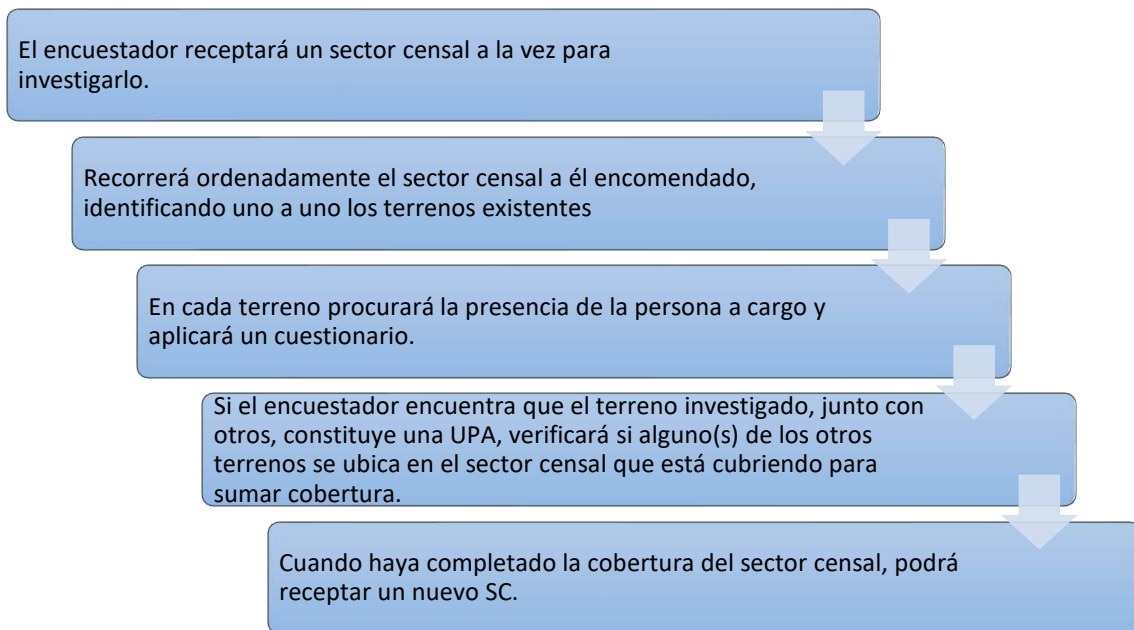 El encuestador receptará un sector censal a la vez para
investigarlo.
Recorrerá ordenadamente el sector censal a él encomendado,
identificando uno a uno los terrenos existentes
En cada terreno procurará la presencia de la persona a cargo y
aplicará un cuestionario.
Si el encuestador encuentra que el terreno investigado, junto con
otros, constituye una UPA, verificará si alguno(s) de los otros
terrenos se ubica en el sector censal que está cubriendo para
sumar cobertura.
Cuando haya completado la cobertura del sector censal, podrá
receptar un nuevo SC.